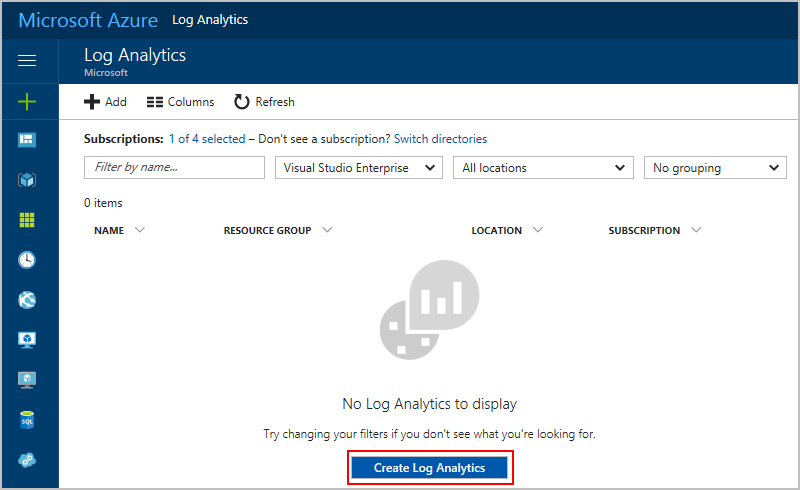 Microsoft Azure Log Analytics
Log Analytics
Microsoft
Add Columns Refresh
Subscriptions: 1 of 4 selected – Don't see a subscription? Switch directories
Filter by name... Visual Studio Enterprise All locations No grouping
0 items
NAME RESOURCE GROUP LOCATION SUBSCRIPTION
No Log Analytics to display
Try changing your filters if you don't see what you're looking for.
Create Log Analytics
SQL